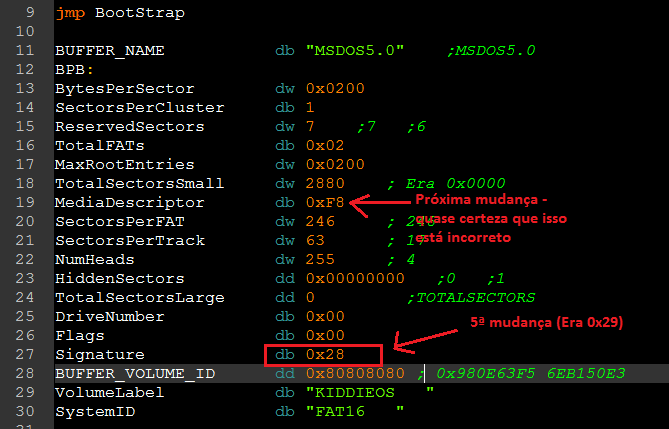 9 jmp BootStrap
10
11 BUFFER_NAME db "MSDOS5.0" ;MSDOS5.0
12 BPB:
13 BytesPerSector dw 0x0200
14 SectorsPerCluster db 1
15 ReservedSectors dw 7 ;7 ;6
16 TotalFATs db 0x02
17 MaxRootEntries dw 0x0200
18 TotalSectorsSmall dw 2880 ; Era 0x0000
19 MediaDescriptor db 0xF8 Próxima mudança -
20 SectorsPerFAT dw 246 ; 246 quase certeza que isso
21 SectorsPerTrack dw 63 ; 17 está incorreto
22 NumHeads dw 255 ; 4
23 HiddenSectors dd 0x00000000 ;0 ;1
24 TotalSectorsLarge dd 0 ;TOTALSECTORS
25 DriveNumber db 0x00 5ª mudança (Era 0x29)
26 Flags db 0x00
27 Signature db 0x28
28 BUFFER_VOLUME_ID dd 0x80808080 ; 0x980E63F5 6EB150E3
29 VolumeLabel db "KIDDIEOS "
30 SystemID db "FAT16 "